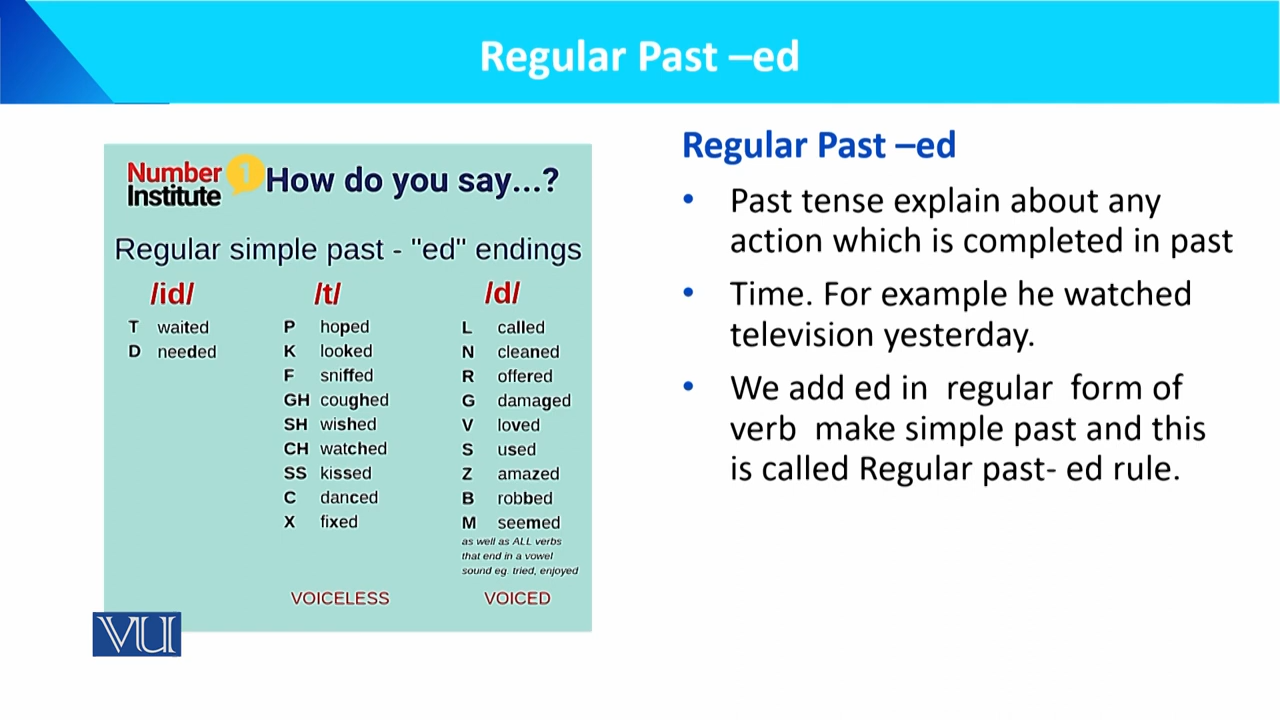 Regular Past –ed
Number
Institute
1
How do you say...?
Regular simple past - "ed" endings
/id/
T waited
D needed
/t/
P hoped
K looked
F sniffed
GH coughed
SH wished
CH watched
SS kissed
C danced
X fixed
VOICELESS
/d/
L called
N cleaned
R offered
G damaged
V loved
S used
Z amazed
B robbed
M seemed
as well as ALL verbs
that end in a vowel
sound eg. tried, enjoyed
VOICED
VU
Regular Past –ed
• Past tense explain about any
action which is completed in past
• Time. For example he watched
television yesterday.
• We add ed in regular form of
verb make simple past and this
is called Regular past- ed rule.